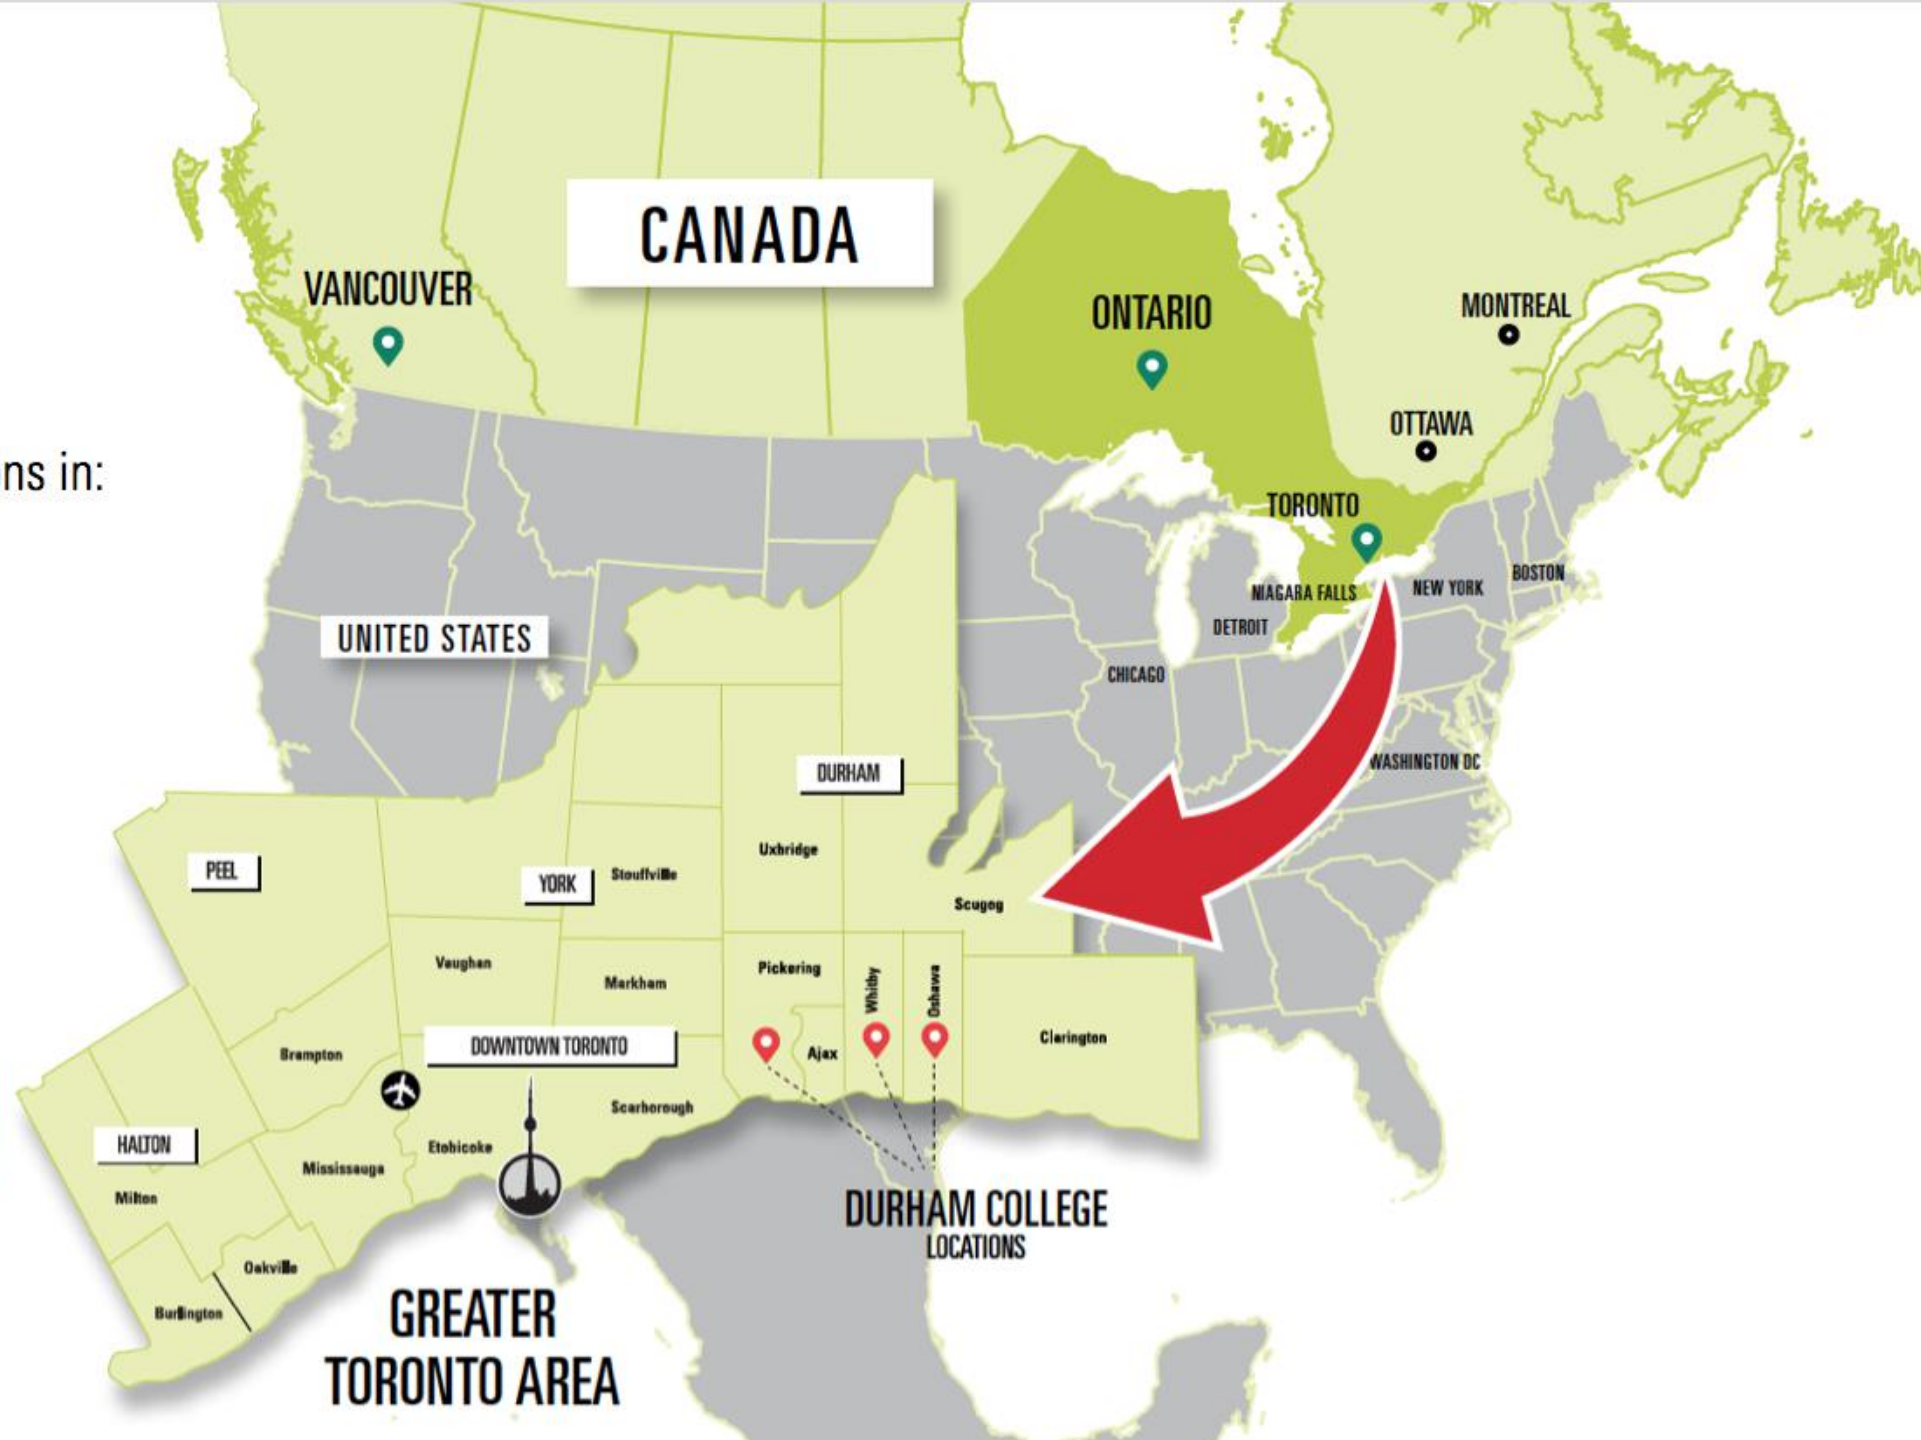 CANADA
VANCOUVER
ONTARIO
MONTREAL
OTTAWA
ns in:
TORONTO
BOSTON
NIAGARA FALLS
NEW YORK
DETROIT
UNITED STATES
CHICAGO
WASHINGTON DC
DURHAM
Uxbridge
PEEL
YORK
Stouffville
Scugog
Vaughan
Pickering
Markham
Whitby
Oshawa
Clarington
DOWNTOWN TORONTO
Brampton
Ajax
Scarborough
HALTON
Etobicoke
Mississauga
Milton
DURHAM COLLEGE
LOCATIONS
Oakville
Burlington
GREATER
TORONTO AREA